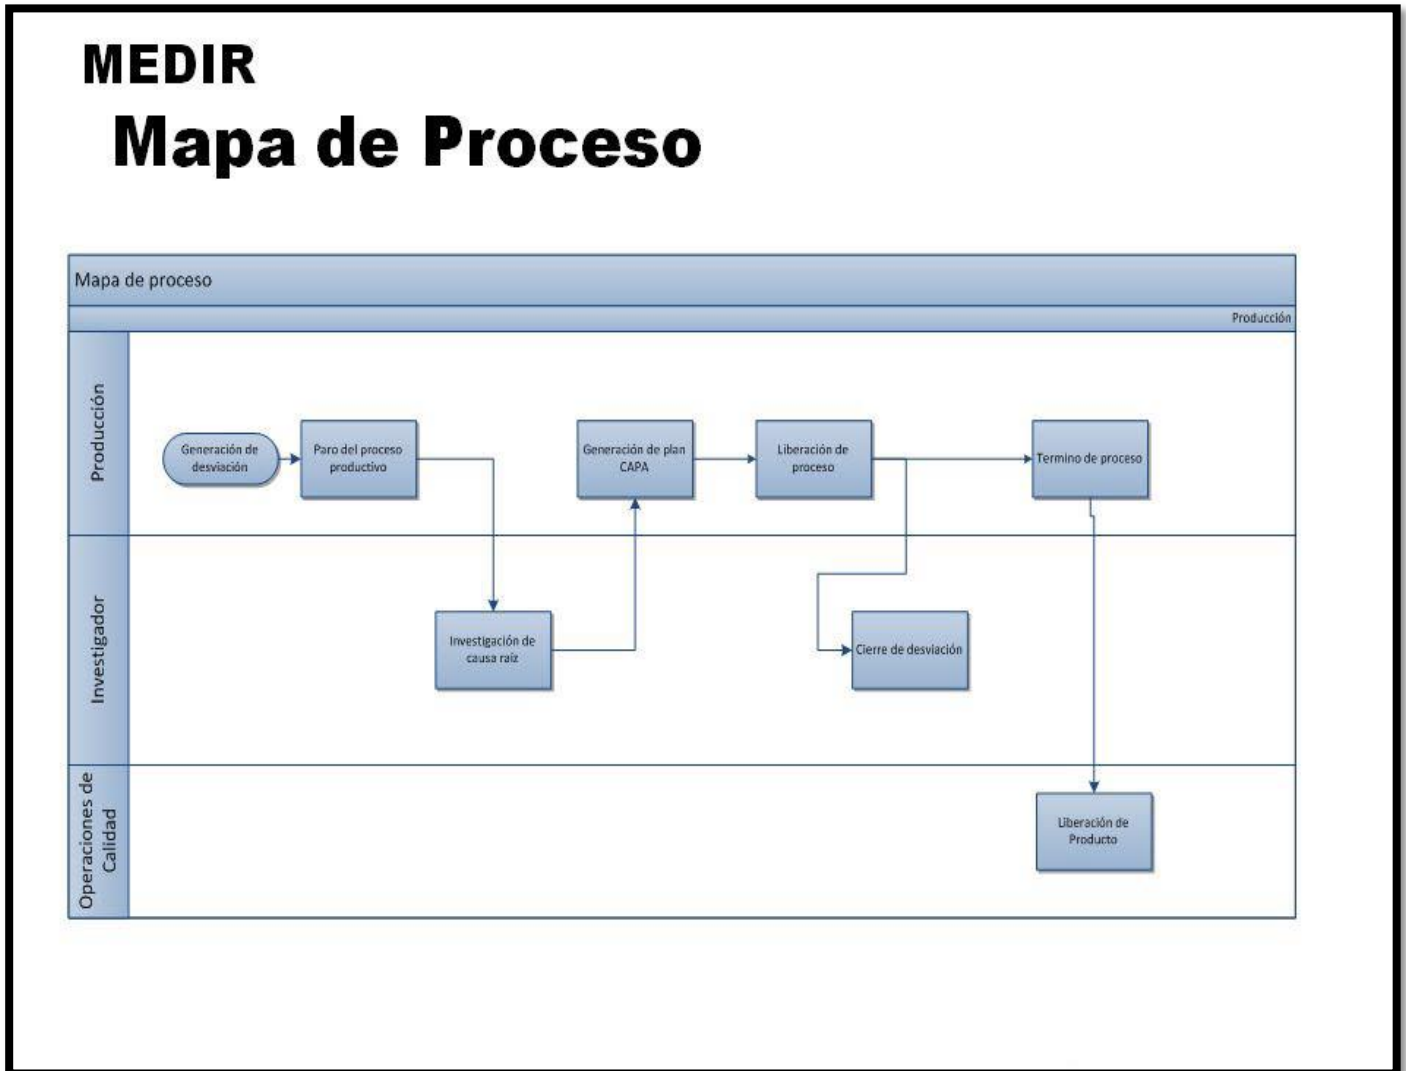 MEDIR
Mapa de Proceso
Mapa de proceso
Producción
Producción
Generación de
desviación
Paro del proceso
productivo
Generación de plan
CAPA
Liberación de
proceso
Termino de proceso
Investigador
Investigación de
causa raíz
Cierre de desviación
Operaciones de
Calidad
Liberación de
Producto